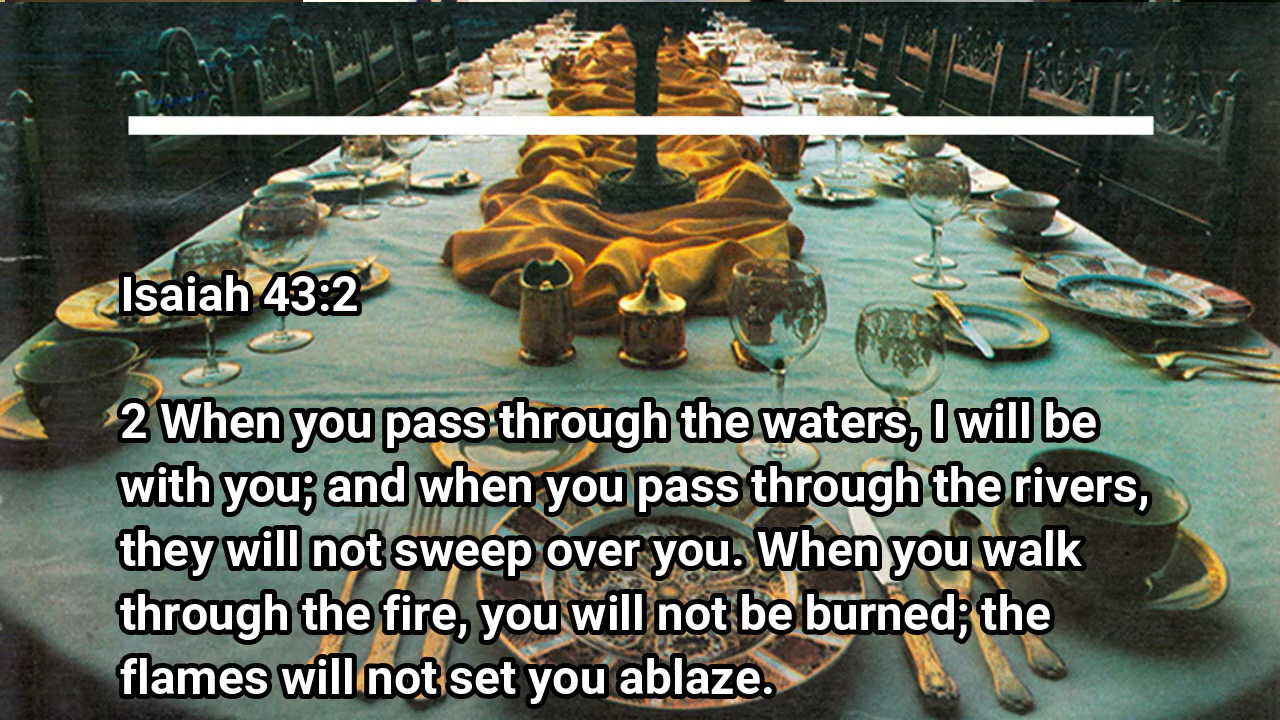 Isaiah 43:2
2 When you pass through the waters, I will be
with you; and when you pass through the rivers,
they will not sweep over you. When you walk
through the fire, you will not be burned; the
flames will not set you ablaze.